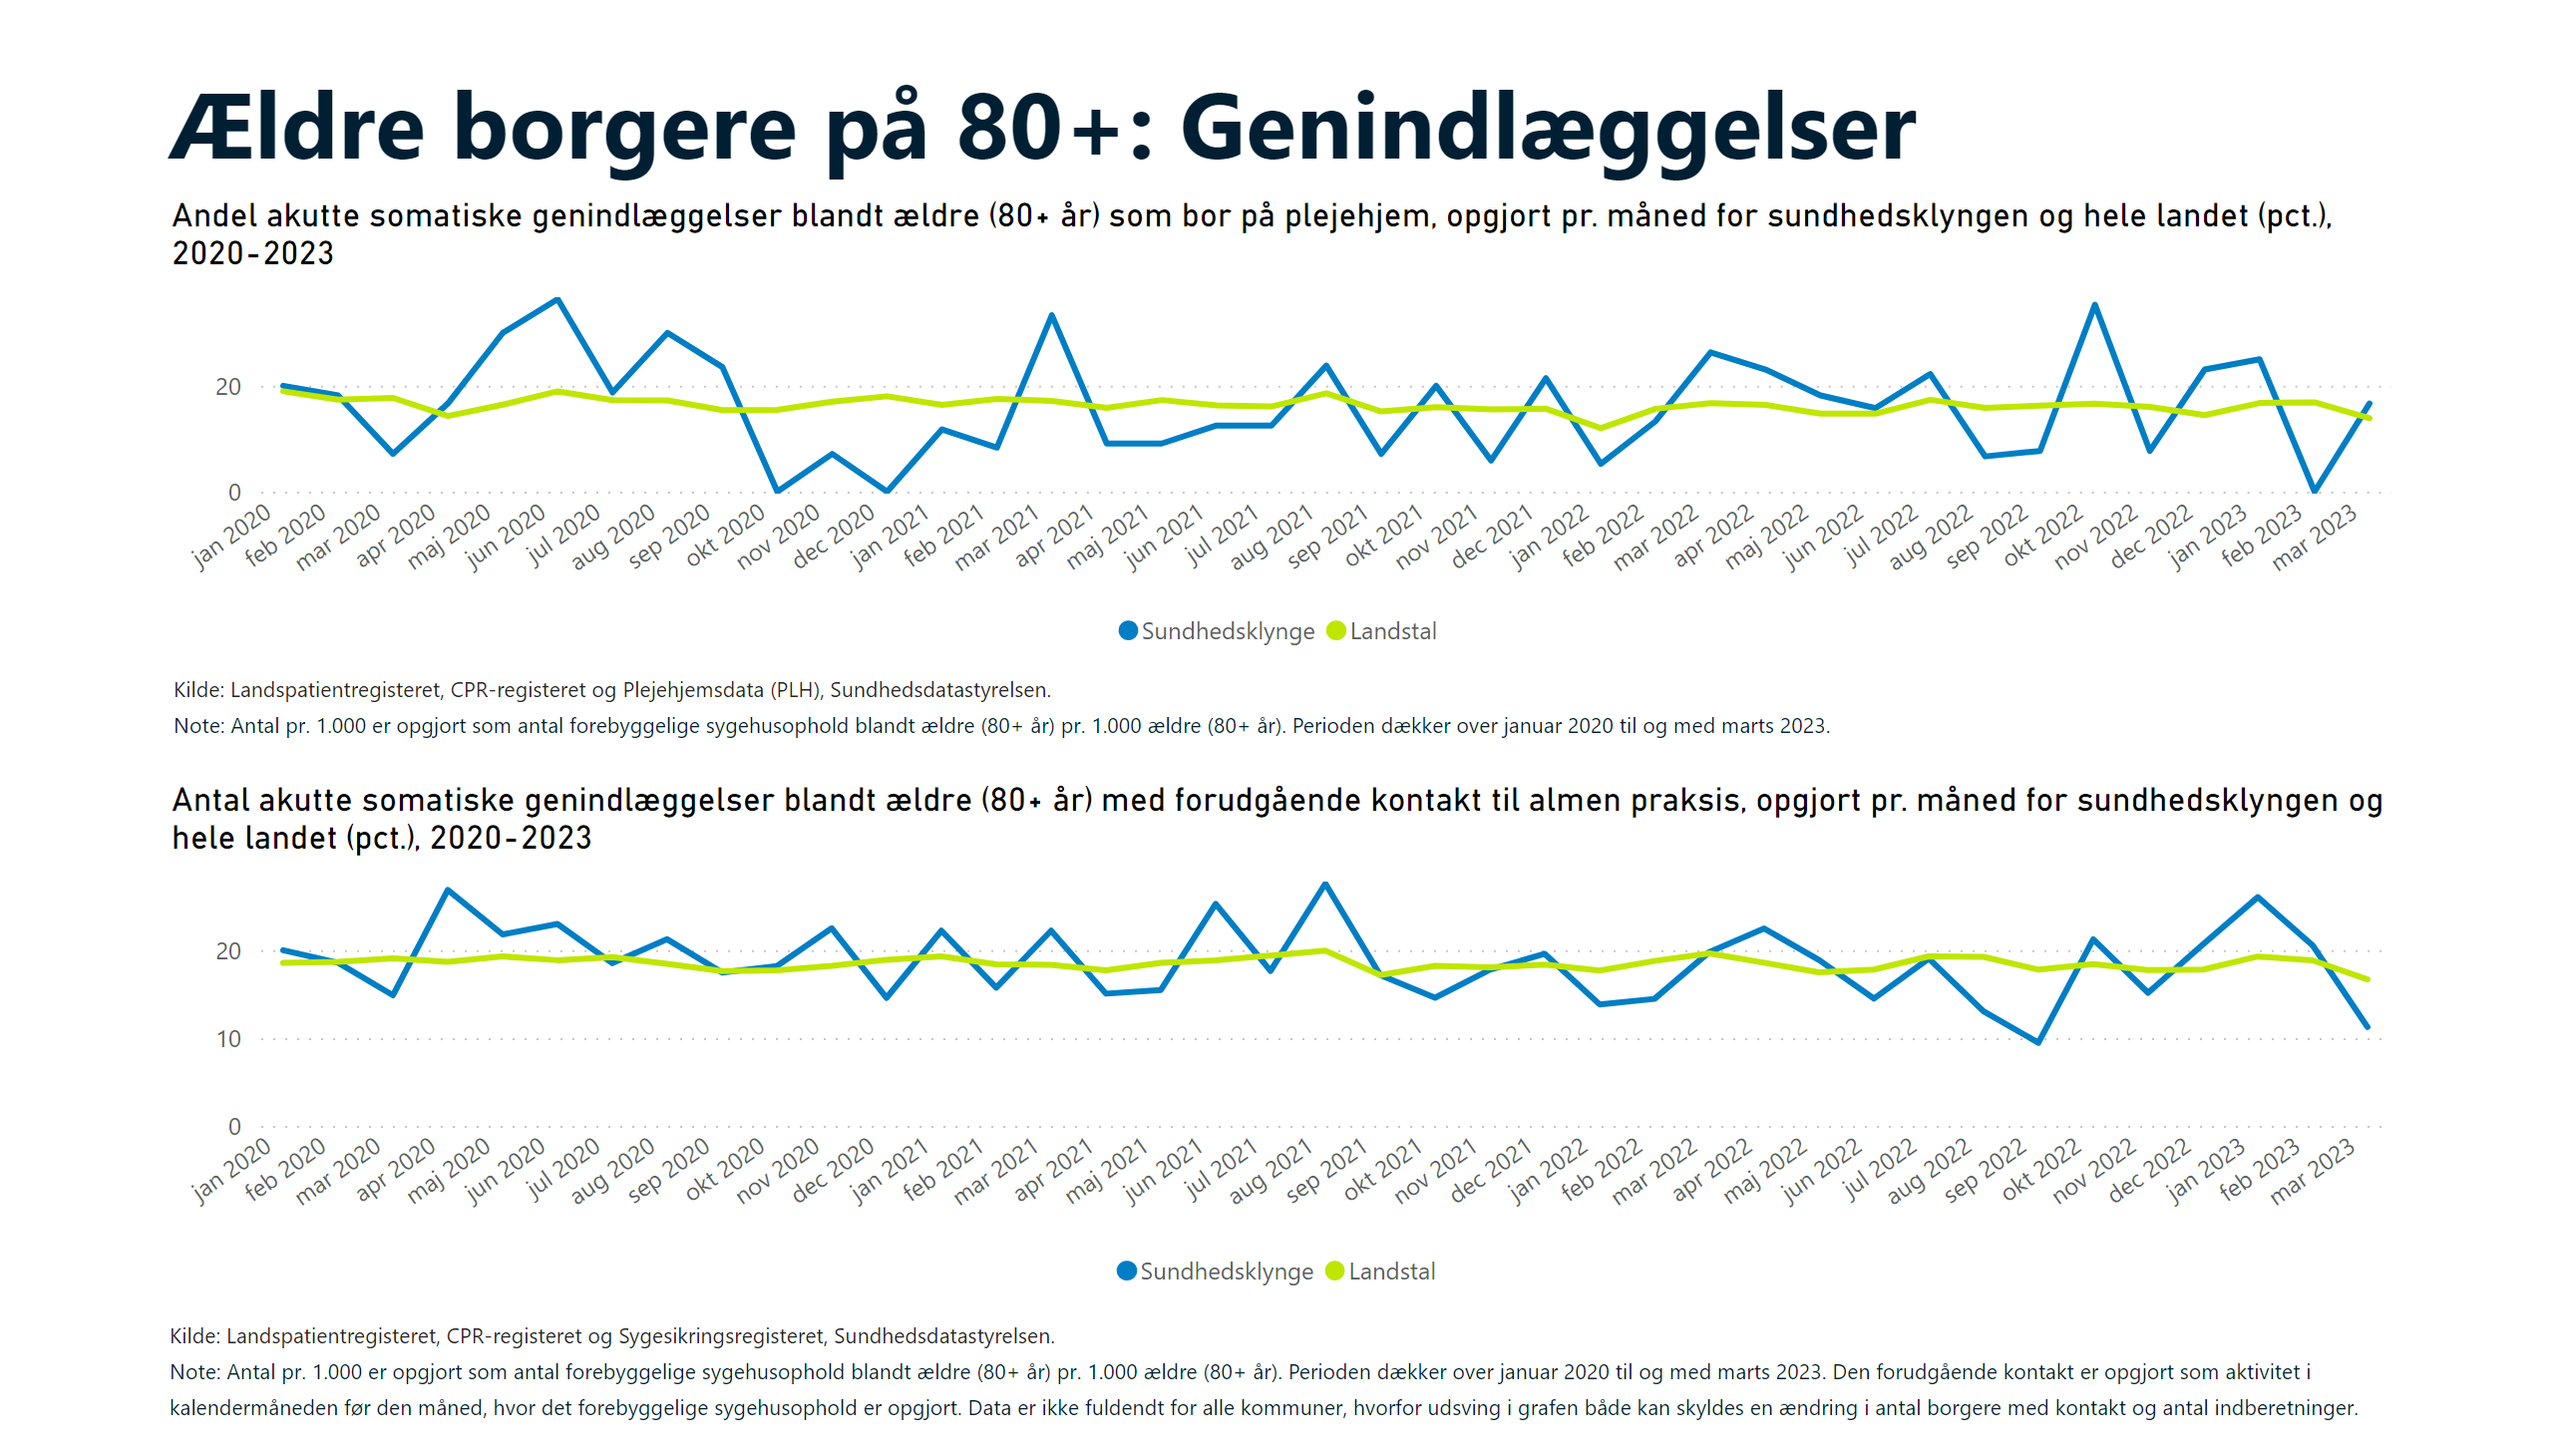 Ældre borgere på 80+: Genindlæggelser
Andel akutte somatiske genindlæggelser blandt ældre (80+ år) som bor på plejehjem, opgjort pr. måned for sundhedsklyngen og hele landet (pct.),
2020-2023
20
0
jan 2020
feb 2020
mar 2020
apr 2020
maj 2020
jun 2020
jul 2020
aug 2020
sep 2020
okt 2020
nov 2020
dec 2020
jan 2021
feb 2021
mar 2021
apr 2021
maj 2021
jun 2021
jul 2021
aug 2021
sep 2021
okt 2021
nov 2021
dec 2021
jan 2022
feb 2022
mar 2022
apr 2022
maj 2022
jun 2022
jul 2022
aug 2022
sep 2022
okt 2022
nov 2022
dec 2022
jan 2023
feb 2023
mar 2023
Sundhedsklynge Landstal
Kilde: Landspatientregisteret, CPR-registeret og Plejehjemsdata (PLH), Sundhedsdatastyrelsen.
Note: Antal pr. 1.000 er opgjort som antal forebyggelige sygehusophold blandt ældre (80+ år) pr. 1.000 ældre (80+ år). Perioden dækker over januar 2020 til og med marts 2023.
Antal akutte somatiske genindlæggelser blandt ældre (80+ år) med forudgående kontakt til almen praksis, opgjort pr. måned for sundhedsklyngen og
hele landet (pct.), 2020-2023
20
10
0
jan 2020
feb 2020
mar 2020
apr 2020
maj 2020
jun 2020
jul 2020
aug 2020
sep 2020
okt 2020
nov 2020
dec 2020
jan 2021
feb 2021
mar 2021
apr 2021
maj 2021
jun 2021
jul 2021
aug 2021
sep 2021
okt 2021
nov 2021
dec 2021
jan 2022
feb 2022
mar 2022
apr 2022
maj 2022
jun 2022
jul 2022
aug 2022
sep 2022
okt 2022
nov 2022
dec 2022
jan 2023
feb 2023
mar 2023
Sundhedsklynge Landstal
Kilde: Landspatientregisteret, CPR-registeret og Sygesikringsregisteret, Sundhedsdatastyrelsen.
Note: Antal pr. 1.000 er opgjort som antal forebyggelige sygehusophold blandt ældre (80+ år) pr. 1.000 ældre (80+ år). Perioden dækker over januar 2020 til og med marts 2023. Den forudgående kontakt er opgjort som aktivitet i
kalendermåneden før den måned, hvor det forebyggelige sygehusophold er opgjort. Data er ikke fuldendt for alle kommuner, hvorfor udsving i grafen både kan skyldes en ændring i antal borgere med kontakt og antal indberetninger.